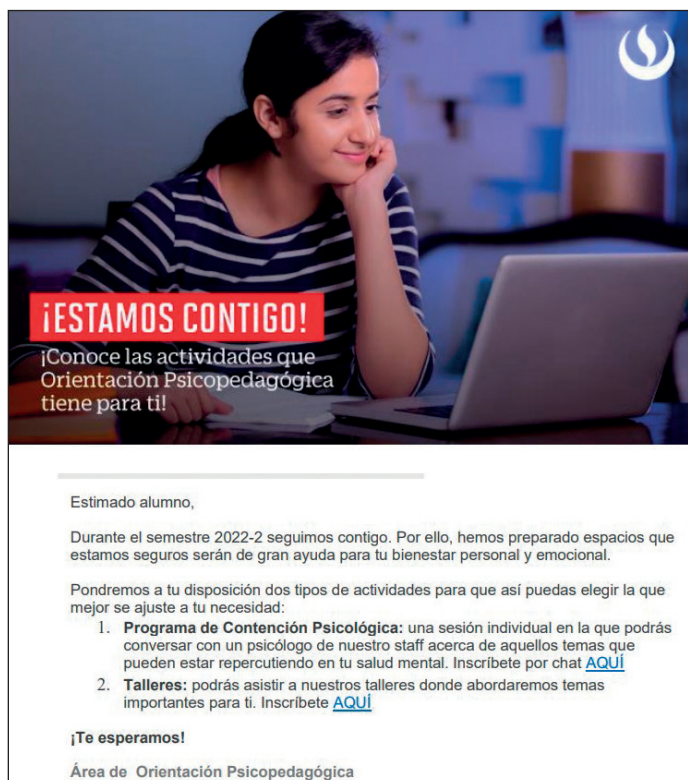 ¡ESTAMOS CONTIGO!
¡Conoce las actividades que
Orientación Psicopedagógica
tiene para ti!
Estimado alumno,
Durante el semestre 2022-2 seguimos contigo. Por ello, hemos preparado espacios que
estamos seguros serán de gran ayuda para tu bienestar personal y emocional.
Pondremos a tu disposición dos tipos de actividades para que así puedas elegir la que
mejor se ajuste a tu necesidad:
1. Programa de Contención Psicológica: una sesión individual en la que podrás
conversar con un psicólogo de nuestro staff acerca de aquellos temas que
pueden estar repercutiendo en tu salud mental. Inscríbete por chat AQUÍ
2. Talleres: podrás asistir a nuestros talleres donde abordaremos temas
importantes para ti. Inscríbete AQUÍ
¡Te esperamos!
Área de Orientación Psicopedagógica